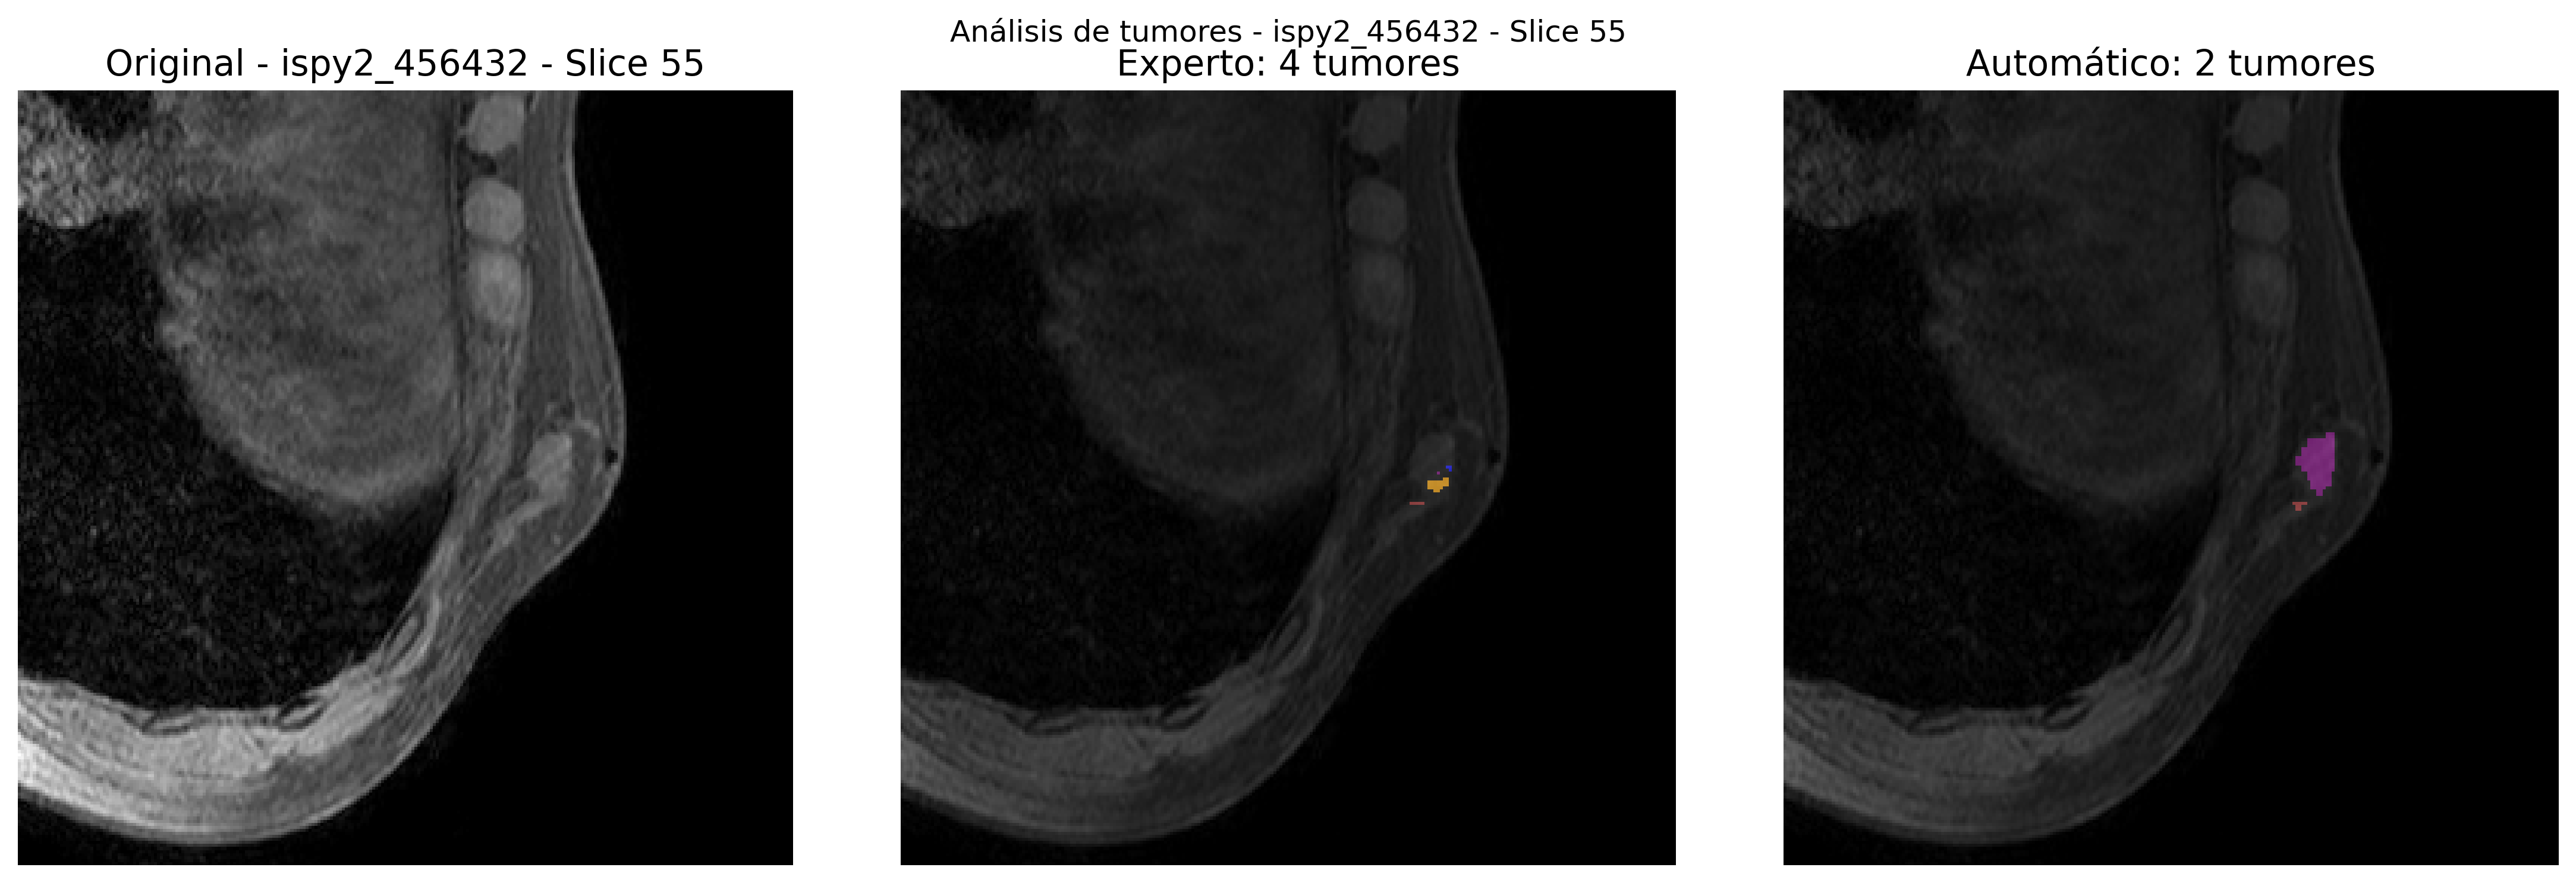 Análisis de tumores - ispy2_456432 - Slice 55
Original - ispy2_456432 - Slice 55
Experto: 4 tumores
Automático: 2 tumores